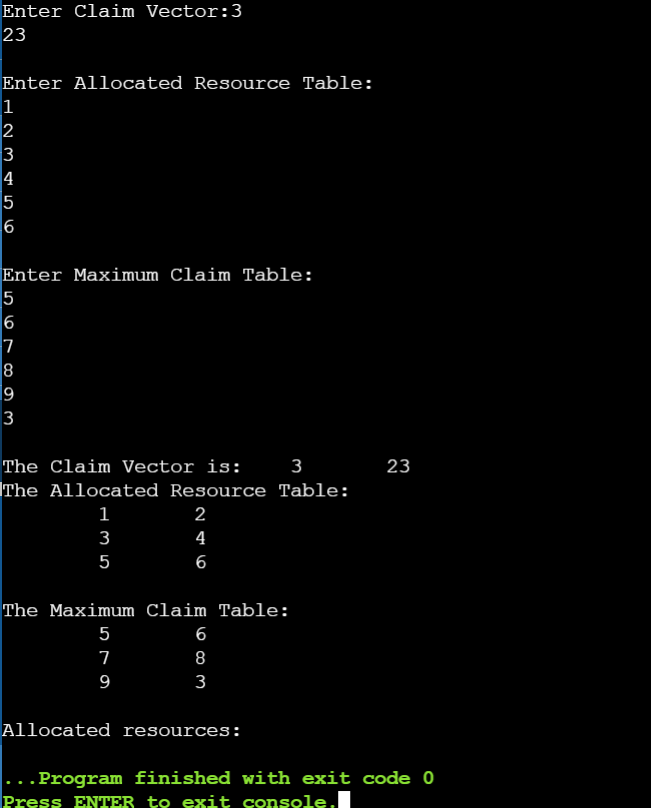 Enter Claim Vector:3
23
Enter Allocated Resource Table:
1
2
3
4
5
6
Enter Maximum Claim Table:
5
6
7
8
9
3
The Claim Vector is:    3       23
The Allocated Resource Table:
        1       2
        3       4
        5       6
The Maximum Claim Table:
        5       6
        7       8
        9       3
Allocated resources:
...Program finished with exit code 0
Press ENTER to exit console.